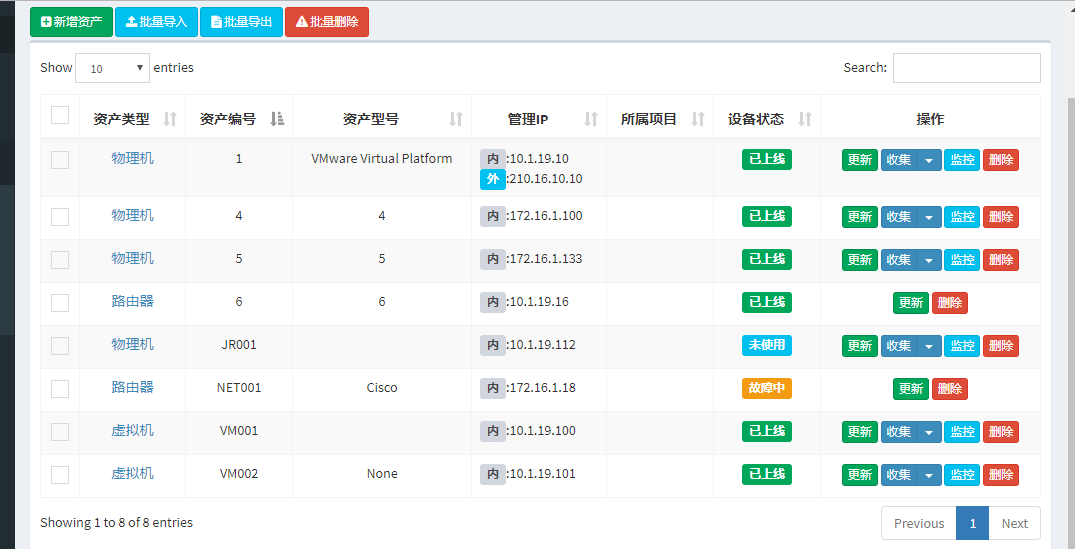 新增资产 批量导入 批量导出 批量删除
Show 10 entries Search:
资产类型 资产编号 资产型号 管理IP 所属项目 设备状态 操作
物理机 1 VMware Virtual Platform 内:10.1.19.10 已上线 更新 收集 监控 删除
外:210.16.10.10
物理机 4 4 内:172.16.1.100 已上线 更新 收集 监控 删除
物理机 5 5 内:172.16.1.133 已上线 更新 收集 监控 删除
路由器 6 6 内:10.1.19.16 已上线 更新 删除
物理机 JR001 内:10.1.19.112 未使用 更新 收集 监控 删除
路由器 NET001 Cisco 内:172.16.1.18 故障中 更新 删除
虚拟机 VM001 内:10.1.19.100 已上线 更新 收集 监控 删除
虚拟机 VM002 None 内:10.1.19.101 已上线 更新 收集 监控 删除
Showing 1 to 8 of 8 entries Previous 1 Next